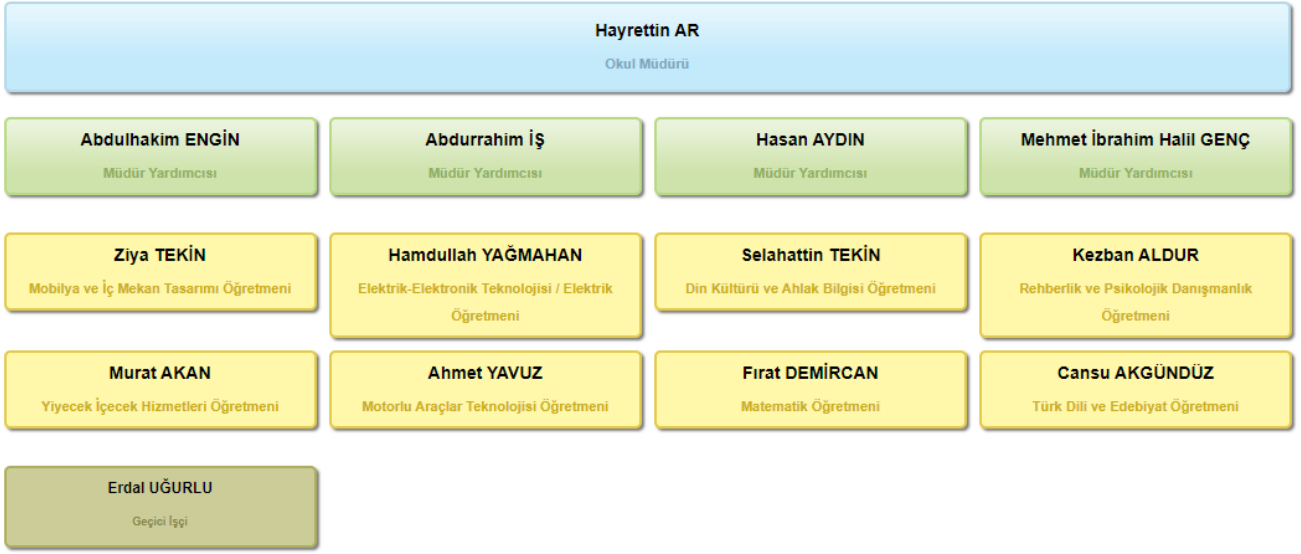 Hayrettin AR
Okul Müdürü
Abdulhakim ENGİN
Müdür Yardımcısı
Abdurrahim İŞ
Müdür Yardımcısı
Hasan AYDIN
Müdür Yardımcısı
Mehmet İbrahim Halil GENÇ
Müdür Yardımcısı
Ziya TEKİN
Mobilya ve İç Mekan Tasarımı Öğretmeni
Hamdullah YAĞMAHAN
Elektrik-Elektronik Teknolojisi / Elektrik
Öğretmeni
Selahattin TEKİN
Din Kültürü ve Ahlak Bilgisi Öğretmeni
Kezban ALDUR
Rehberlik ve Psikolojik Danışmanlık
Öğretmeni
Murat AKAN
Yiyecek İçecek Hizmetleri Öğretmeni
Ahmet YAVUZ
Motorlu Araçlar Teknolojisi Öğretmeni
Fırat DEMİRCAN
Matematik Öğretmeni
Cansu AKGÜNDÜZ
Türk Dili ve Edebiyat Öğretmeni
Erdal UĞURLU
Geçici İşçi